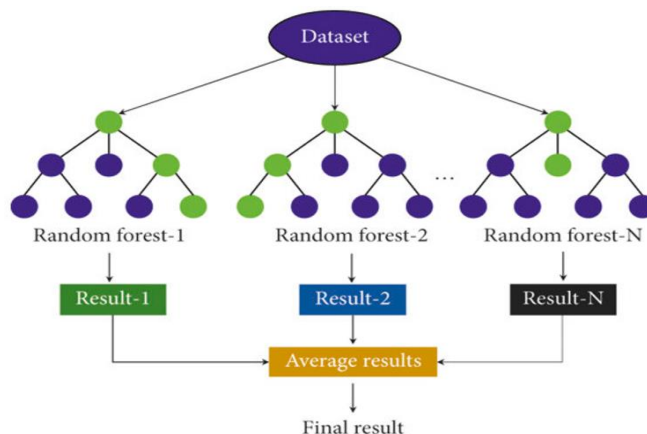 Dataset
...
Random forest-1
Random forest-2
Random forest-N
Result-1
Result-2
Result-N
Average results
Final result